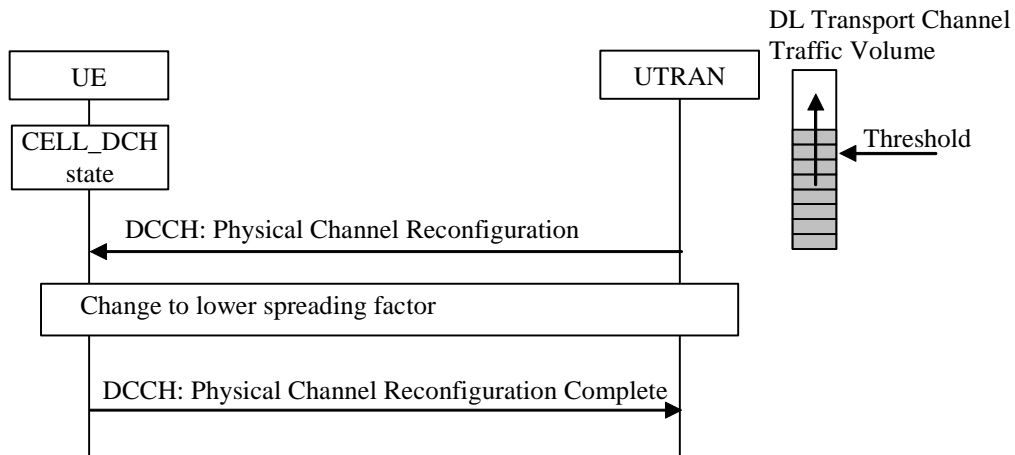 DL Transport Channel
Traffic Volume
UE
UTRAN
CELL_DCH
state
Threshold
DCCH: Physical Channel Reconfiguration
Change to lower spreading factor
DCCH: Physical Channel Reconfiguration Complete